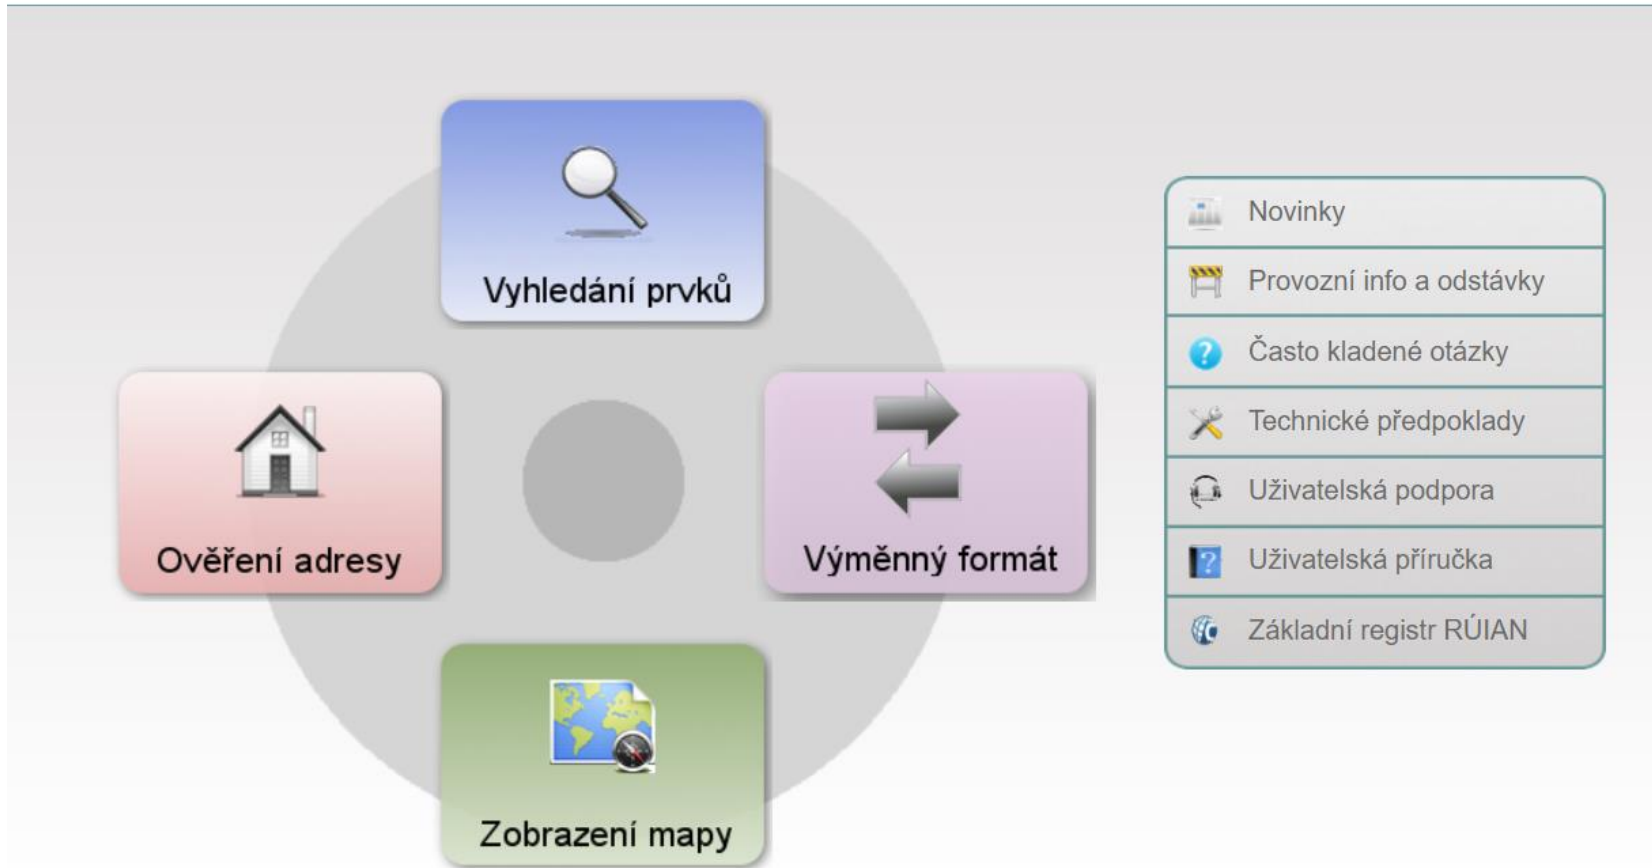 Vyhledání prvků
Ověření adresy
Výměnný formát
Zobrazení mapy
Novinky
Provozní info a odstávky
Často kladené otázky
Technické předpoklady
Uživatelská podpora
Uživatelská příručka
Základní registr RÚIAN